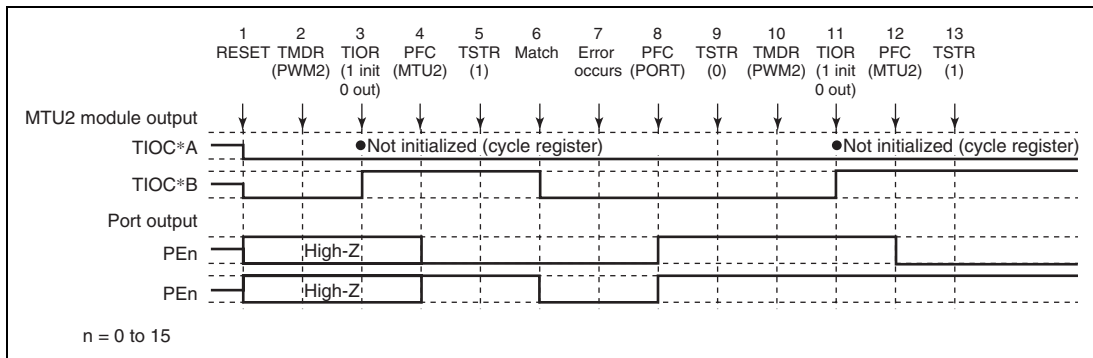 1 2 3 4 5 6 7 8 9 10 11 12 13
RESET TMDR TIOR PFC TSTR Match Error PFC TSTR TMDR TIOR PFC TSTR
(PWM2) (1 init (MTU2) (1) occurs (PORT) (0) (PWM2) (1 init (MTU2) (1)
0 out) 0 out)
MTU2 module output
TIOC*A
●Not initialized (cycle register) ●Not initialized (cycle register)
TIOC*B
Port output
PEn High-Z
PEn High-Z
n = 0 to 15